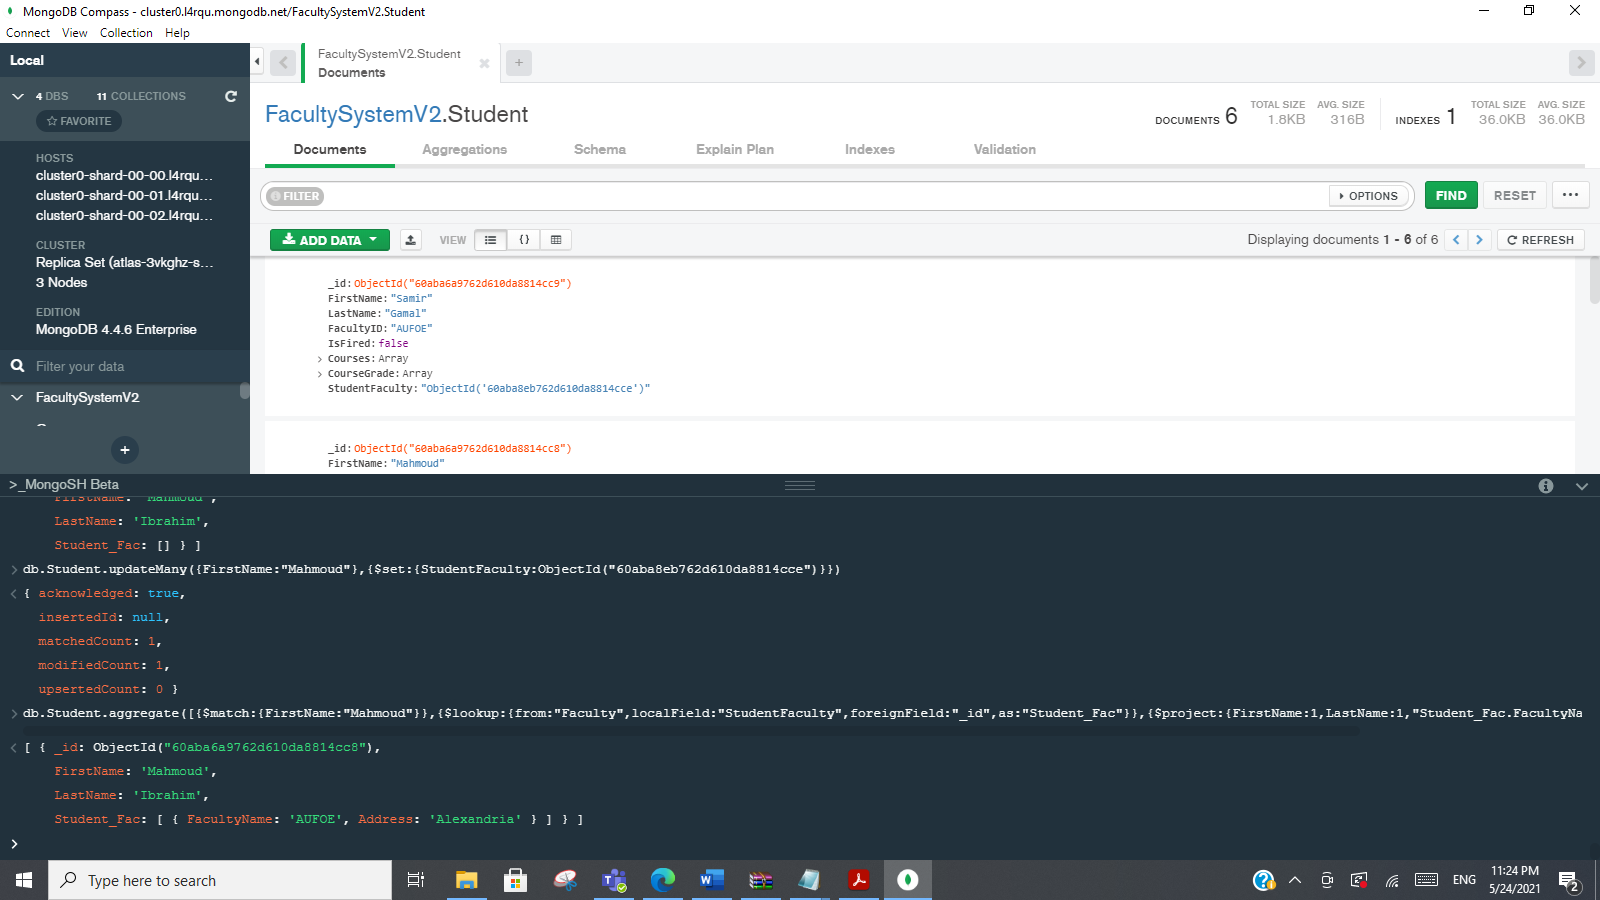 MongoDB Compass - cluster0.l4rqu.mongodb.net/FacultySystemV2.Student
Connect View Collection Help
Local
4 DBS 11 COLLECTIONS
FAVORITE
HOSTS
cluster0-shard-00-00.l4rqu...
cluster0-shard-00-01.l4rqu...
cluster0-shard-00-02.l4rqu...
CLUSTER
Replica Set (atlas-3vkghz-s...
3 Nodes
EDITION
MongoDB 4.4.6 Enterprise
Filter your data
FacultySystemV2
FacultySystemV2.Student
Documents
FacultySystemV2.Student
DOCUMENTS 6 TOTAL SIZE 1.8KB AVG. SIZE 316B INDEXES 1 TOTAL SIZE 36.0KB AVG. SIZE 36.0KB
Documents Aggregations Schema Explain Plan Indexes Validation
FILTER OPTIONS FIND RESET ...
ADD DATA VIEW {} Displaying documents 1 - 6 of 6 < > REFRESH
_id: ObjectId("60aba6a9762d610da8814cc9")
FirstName: "Samir"
LastName: "Gamal"
FacultyID: "AUFOE"
IsFired: false
> Courses: Array
> CourseGrade: Array
StudentFaculty: "ObjectId('60aba8eb762d610da8814cce')"
_id: ObjectId("60aba6a9762d610da8814cc8")
FirstName: "Mahmoud"
>_MongoSH Beta
FirstName: 'Mahmoud',
LastName: 'Ibrahim',
Student_Fac: [] } ]
> db.Student.updateMany({FirstName:"Mahmoud"},{$set:{StudentFaculty:ObjectId("60aba8eb762d610da8814cce")}})
< { acknowledged: true,
insertedId: null,
matchedCount: 1,
modifiedCount: 1,
upsertedCount: 0 }
> db.Student.aggregate([{$match:{FirstName:"Mahmoud"}},{$lookup:{from:"Faculty",localField:"StudentFaculty",foreignField:"_id",as:"Student_Fac"}},{$project:{FirstName:1,LastName:1,"Student_Fac.FacultyNa
< [ { _id: ObjectId("60aba6a9762d610da8814cc8"),
FirstName: 'Mahmoud',
LastName: 'Ibrahim',
Student_Fac: [ { FacultyName: 'AUFOE', Address: 'Alexandria' } ] } ]
>
Type here to search
ENG
11:24 PM
5/24/2021
2